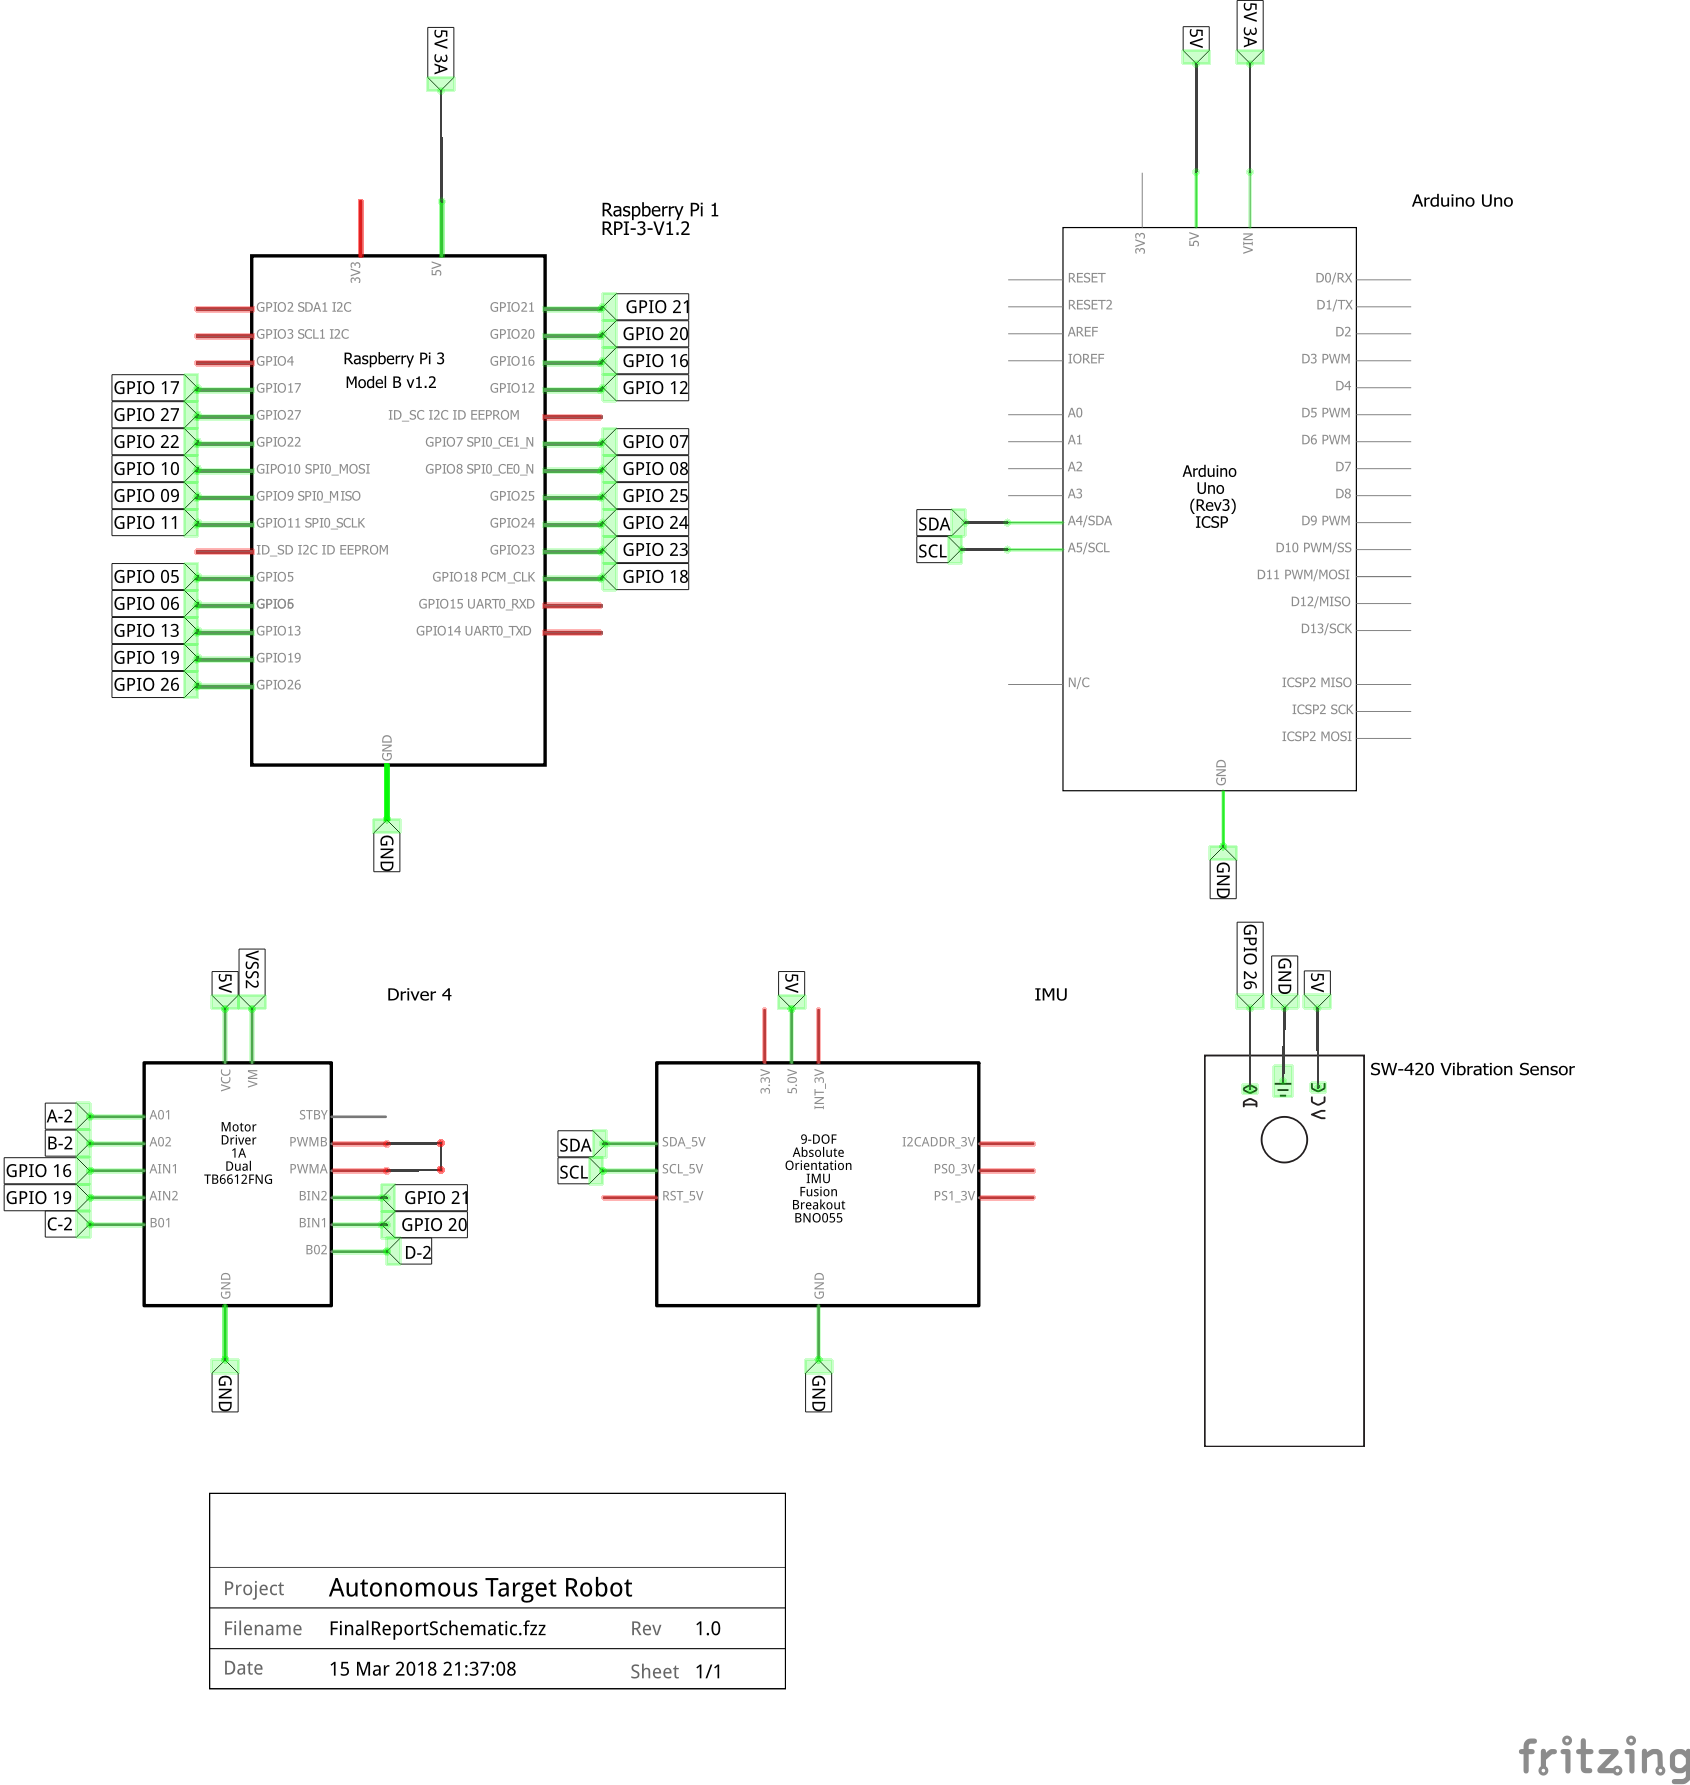 5V 3A
Raspberry Pi 1
RPI-3-V1.2
3V3
5V
GPIO2 SDA1 I2C
GPIO3 SCL1 I2C
GPIO4
GPIO17
GPIO27
GPIO22
GIPO10 SPI0_MOSI
GPIO9 SPI0_MISO
GPIO11 SPI0_SCLK
ID_SD I2C ID EEPROM
GPIO5
GPIO6
GPIO13
GPIO19
GPIO26
Raspberry Pi 3
Model B v1.2
GPIO21
GPIO20
GPIO16
GPIO12
ID_SC I2C ID EEPROM
GPIO7 SPI0_CE1_N
GPIO8 SPI0_CE0_N
GPIO25
GPIO24
GPIO23
GPIO18 PCM_CLK
GPIO15 UART0_RXD
GPIO14 UART0_TXD
GPIO 17
GPIO 27
GPIO 22
GPIO 10
GPIO 09
GPIO 11
GPIO 05
GPIO 06
GPIO 13
GPIO 19
GPIO 26
GPIO 21
GPIO 20
GPIO 16
GPIO 12
GPIO 07
GPIO 08
GPIO 25
GPIO 24
GPIO 23
GPIO 18
GND
GND
5V
5V 3A
Arduino Uno
3V3
5V
VIN
RESET
RESET2
AREF
IOREF
A0
A1
A2
A3
A4/SDA
A5/SCL
N/C
SDA
SCL
Arduino
Uno
(Rev3)
ICSP
D0/RX
D1/TX
D2
D3 PWM
D4
D5 PWM
D6 PWM
D7
D8
D9 PWM
D10 PWM/SS
D11 PWM/MOSI
D12/MISO
D13/SCK
ICSP2 MISO
ICSP2 SCK
ICSP2 MOSI
GND
GND
5V
VSS2
Driver 4
VCC
VM
A-2
B-2
GPIO 16
GPIO 19
C-2
A01
A02
AIN1
AIN2
B01
Motor
Driver
1A
Dual
TB6612FNG
STBY
PWMB
PWMA
BIN2
BIN1
B02
GPIO 21
GPIO 20
D-2
GND
GND
5V
IMU
3.3V
5.0V
INT_3V
SDA
SCL
SDA_5V
SCL_5V
RST_5V
9-DOF
Absolute
Orientation
IMU
Fusion
Breakout
BNO055
I2CADDR_3V
PS0_3V
PS1_3V
GND
GND
GPIO 26
GND
5V
SW-420 Vibration Sensor
Project Autonomous Target Robot
Filename FinalReportSchematic.fzz Rev 1.0
Date 15 Mar 2018 21:37:08 Sheet 1/1
fritzing